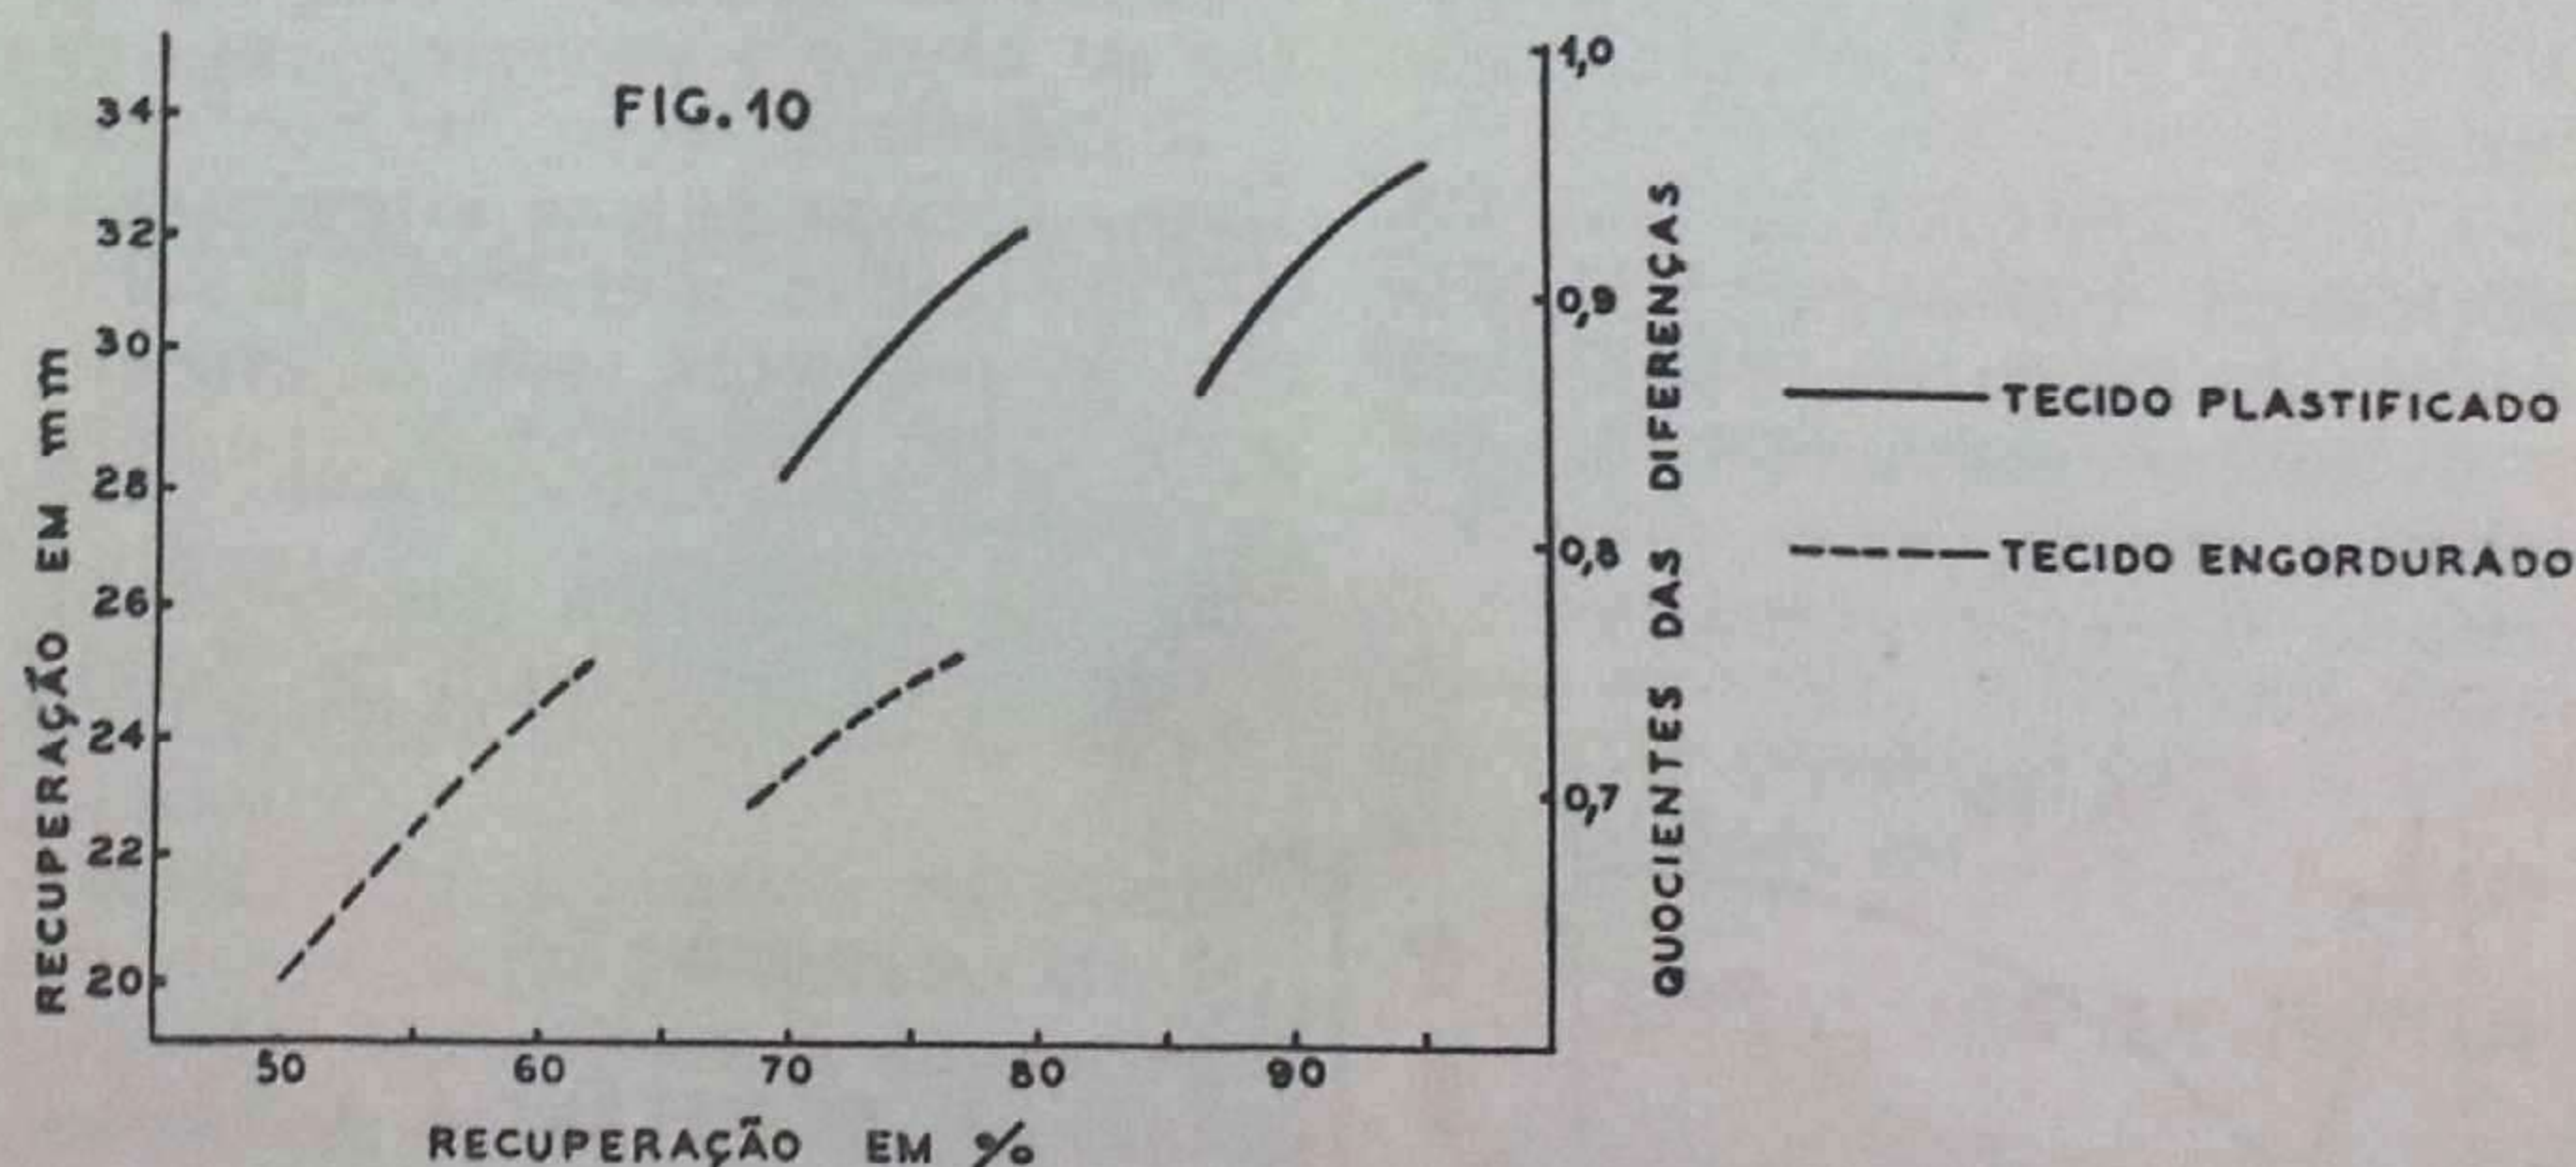 FIG. 10
34
32
30
28
26
24
22
20
RECUPERAÇÃO EM mm
50 60 70 80 90
RECUPERAÇÃO EM %
1,0
0,9
0,8
0,7
QUOCIENTES DAS DIFERENÇAS
TECIDO PLASTIFICADO
TECIDO ENGORDURADO